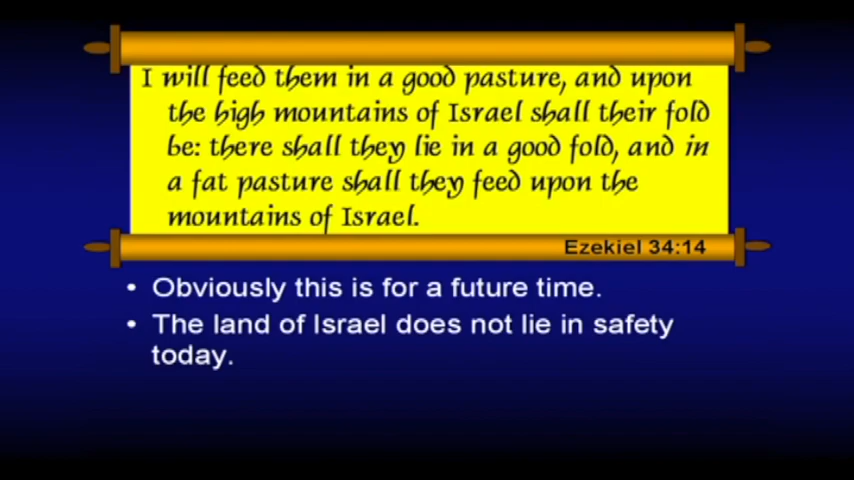 I will feed them in a good pasture, and upon
the high mountains of Israel shall their fold
be: there shall they lie in a good fold, and in
a fat pasture shall they feed upon the
mountains of Israel.
Ezekiel 34:14
• Obviously this is for a future time.
• The land of Israel does not lie in safety
today.